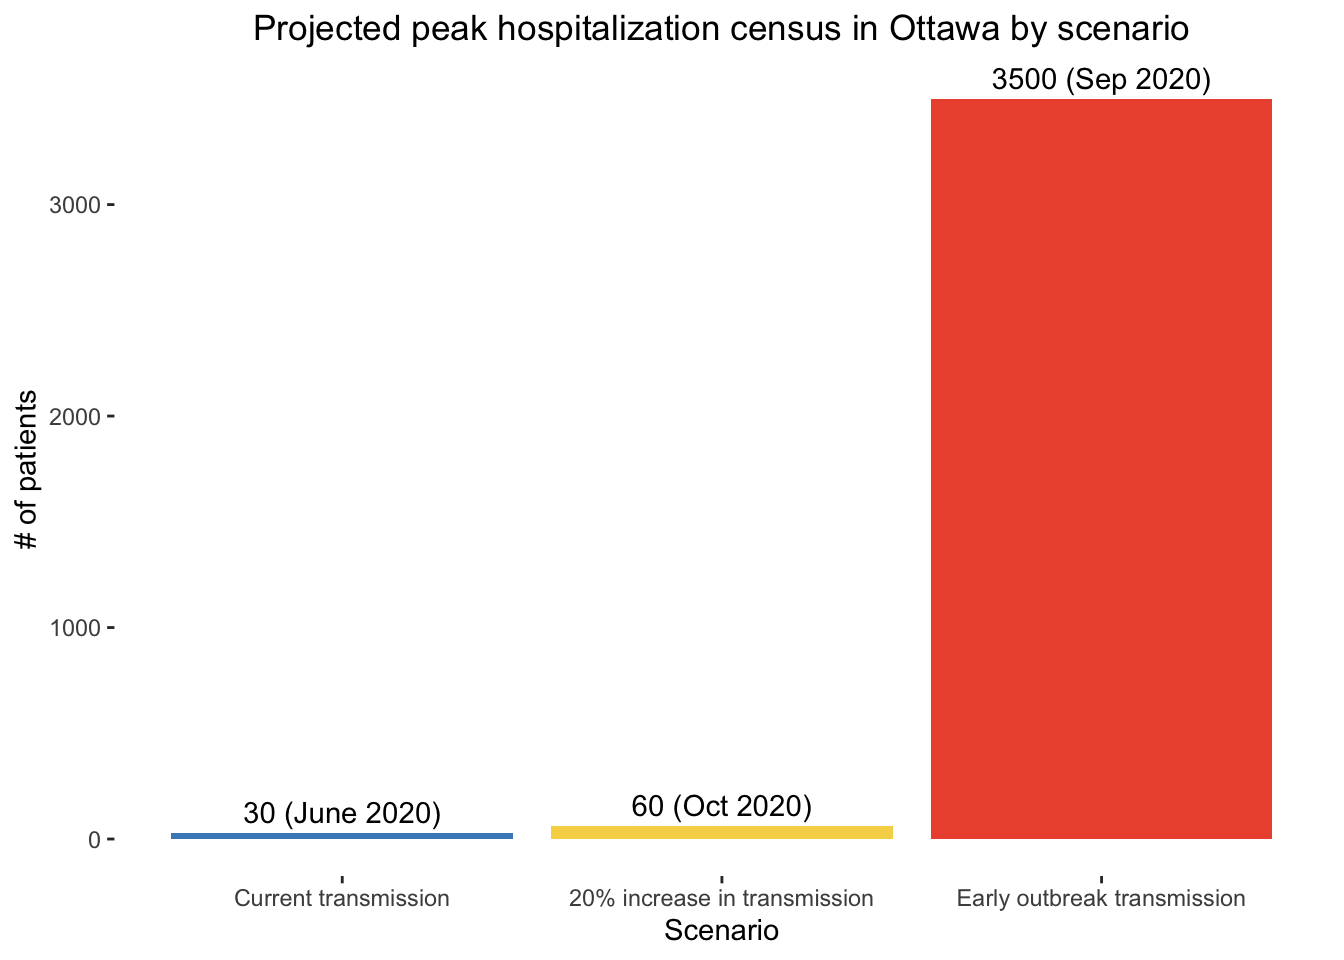 Projected peak hospitalization census in Ottawa by scenario
3500 (Sep 2020)
3000
2000
# of patients
1000
30 (June 2020)
60 (Oct 2020)
0
Current transmission
20% increase in transmission
Early outbreak transmission
Scenario